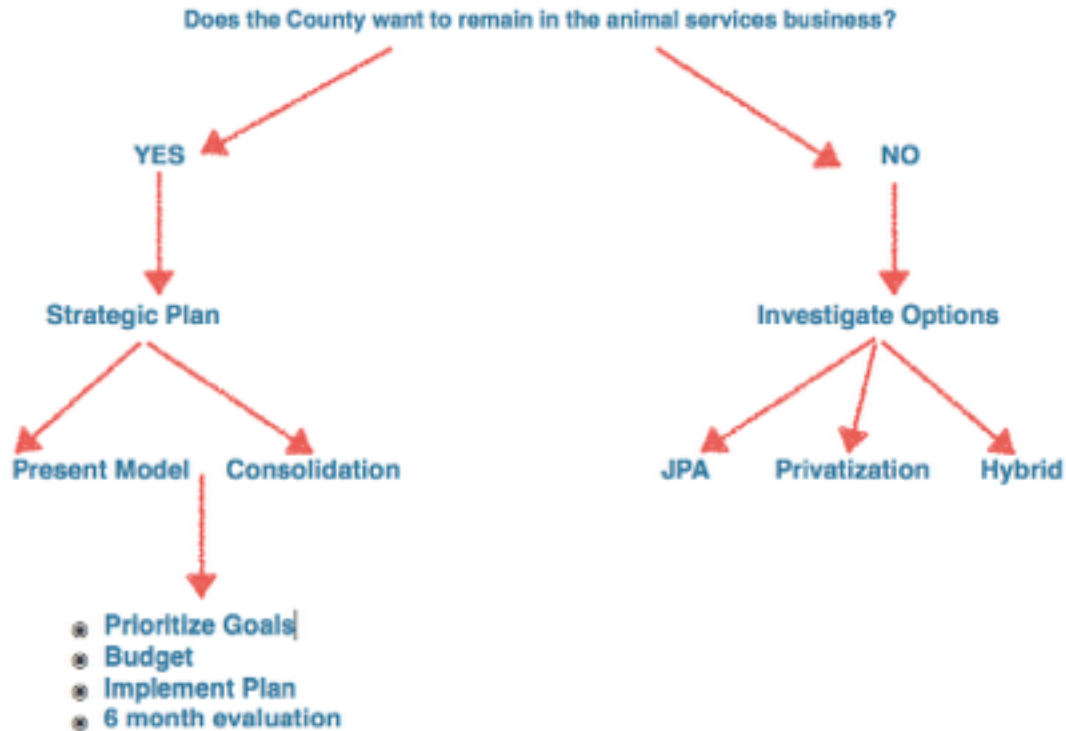 Does the County want to remain in the animal services business?
YES
NO
Strategic Plan
Investigate Options
Present Model
Consolidation
JPA
Privatization
Hybrid
Prioritize Goals
Budget
Implement Plan
6 month evaluation